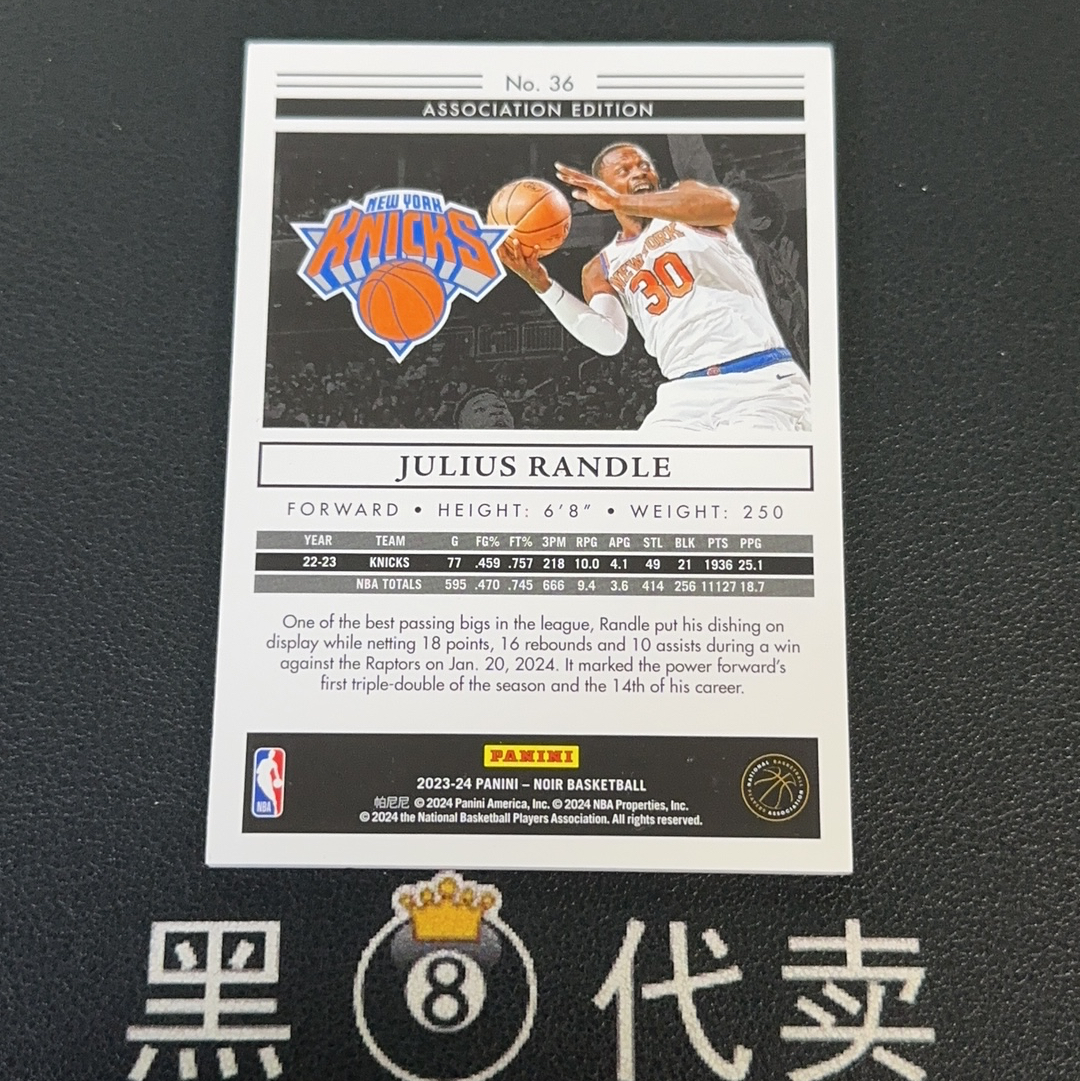 No. 36
ASSOCIATION EDITION
NEW YORK
KNICKS
NEW YORK
30
JULIUS RANDLE
FORWARD • HEIGHT: 6'8" • WEIGHT: 250
YEAR TEAM G FG% FT% 3PM RPG APG STL BLK PTS PPG
22-23 KNICKS 77 .459 .757 218 10.0 4.1 49 21 1936 25.1
NBA TOTALS 595 .470 .745 666 9.4 3.6 414 256 11127 18.7
One of the best passing bigs in the league, Randle put his dishing on
display while netting 18 points, 16 rebounds and 10 assists during a win
against the Raptors on Jan. 20, 2024. It marked the power forward's
first triple-double of the season and the 14th of his career.
PANINI
2023-24 PANINI – NOIR BASKETBALL
帕尼尼 © 2024 Panini America, Inc. © 2024 NBA Properties, Inc.
© 2024 the National Basketball Players Association. All rights reserved.
NBA
NATIONAL BASKETBALL PLAYERS ASSOCIATION
黑8代卖